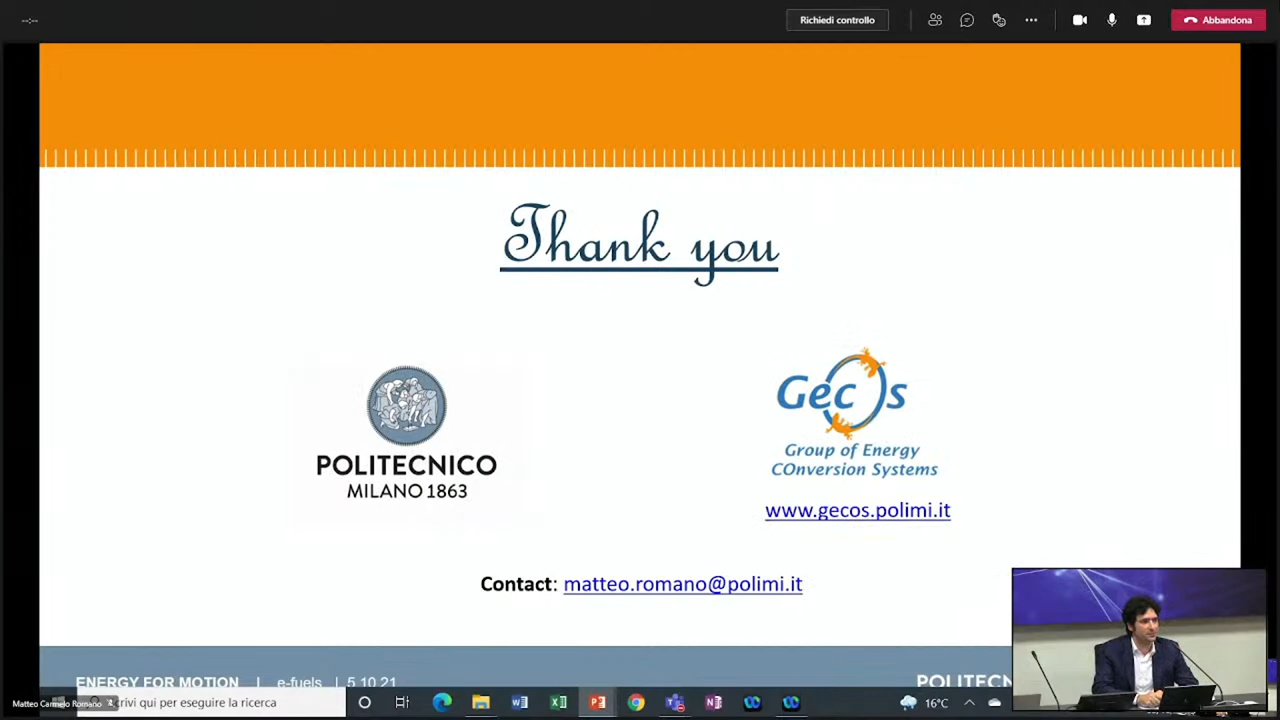 --:--
Richiedi controllo
Abbandona
Thank you
POLITECNICO
MILANO 1863
GecOs
Group of Energy
COnversion Systems
www.gecos.polimi.it
Contact: matteo.romano@polimi.it
ENERGY FOR MOTION | e-fuels | 5.10.21
POLITECN
Matteo Carmelo Romano
rivi qui per eseguire la ricerca
16°C